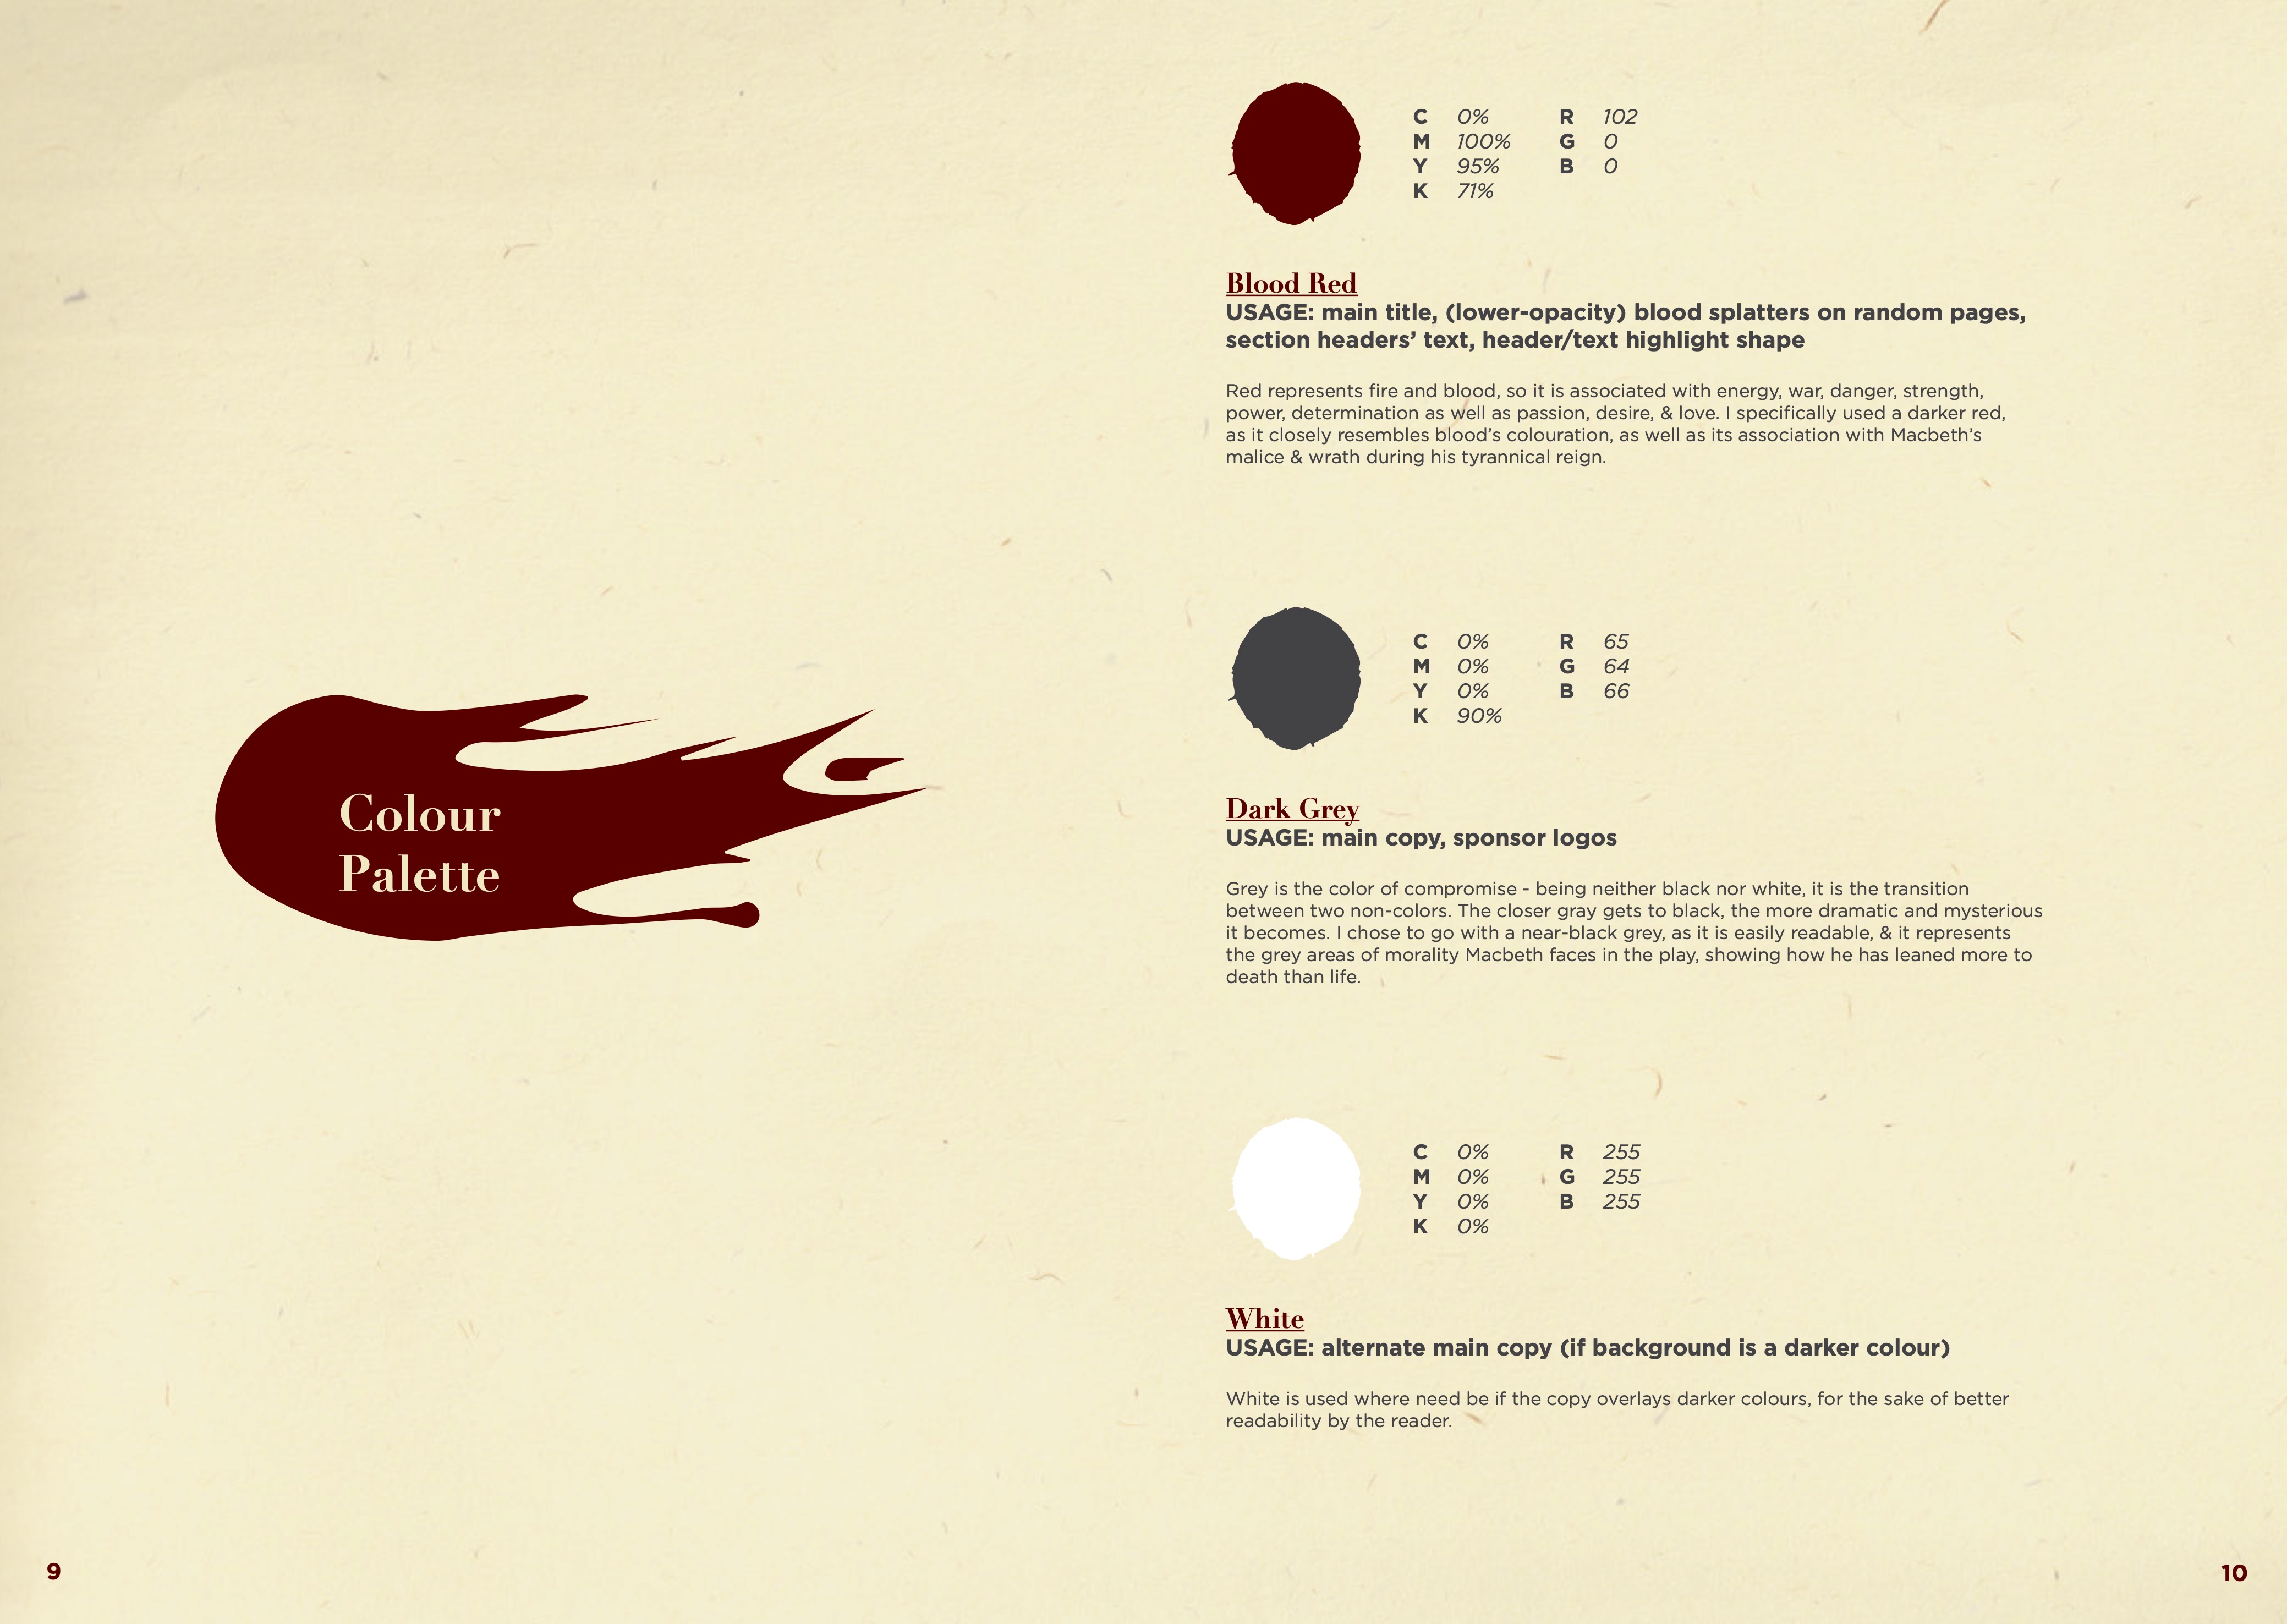 Colour
Palette
C 0% R 102
M 100% G 0
Y 95% B 0
K 71%
Blood Red
USAGE: main title, (lower-opacity) blood splatters on random pages,
section headers’ text, header/text highlight shape
Red represents fire and blood, so it is associated with energy, war, danger, strength,
power, determination as well as passion, desire, & love. I specifically used a darker red,
as it closely resembles blood’s colouration, as well as its association with Macbeth’s
malice & wrath during his tyrannical reign.
C 0% R 65
M 0% G 64
Y 0% B 66
K 90%
Dark Grey
USAGE: main copy, sponsor logos
Grey is the color of compromise - being neither black nor white, it is the transition
between two non-colors. The closer gray gets to black, the more dramatic and mysterious
it becomes. I chose to go with a near-black grey, as it is easily readable, & it represents
the grey areas of morality Macbeth faces in the play, showing how he has leaned more to
death than life.
C 0% R 255
M 0% G 255
Y 0% B 255
K 0%
White
USAGE: alternate main copy (if background is a darker colour)
White is used where need be if the copy overlays darker colours, for the sake of better
readability by the reader.
9
10